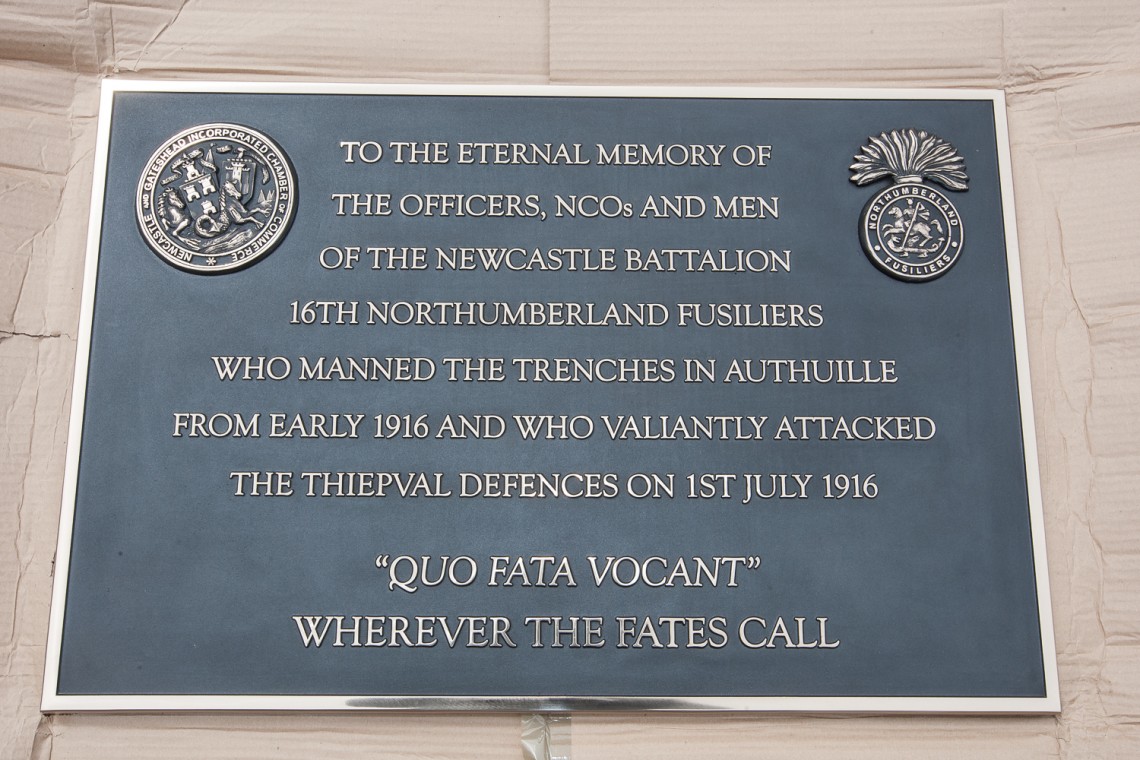 NEWCASTLE AND GATESHEAD INCORPORATED CHAMBER OF COMMERCE
NORTHUMBERLAND
FUSILIERS
TO THE ETERNAL MEMORY OF
THE OFFICERS, NCOs AND MEN
OF THE NEWCASTLE BATTALION
16TH NORTHUMBERLAND FUSILIERS
WHO MANNED THE TRENCHES IN AUTHUILLE
FROM EARLY 1916 AND WHO VALIANTLY ATTACKED
THE THIEPVAL DEFENCES ON 1ST JULY 1916
“QUO FATA VOCANT”
WHEREVER THE FATES CALL